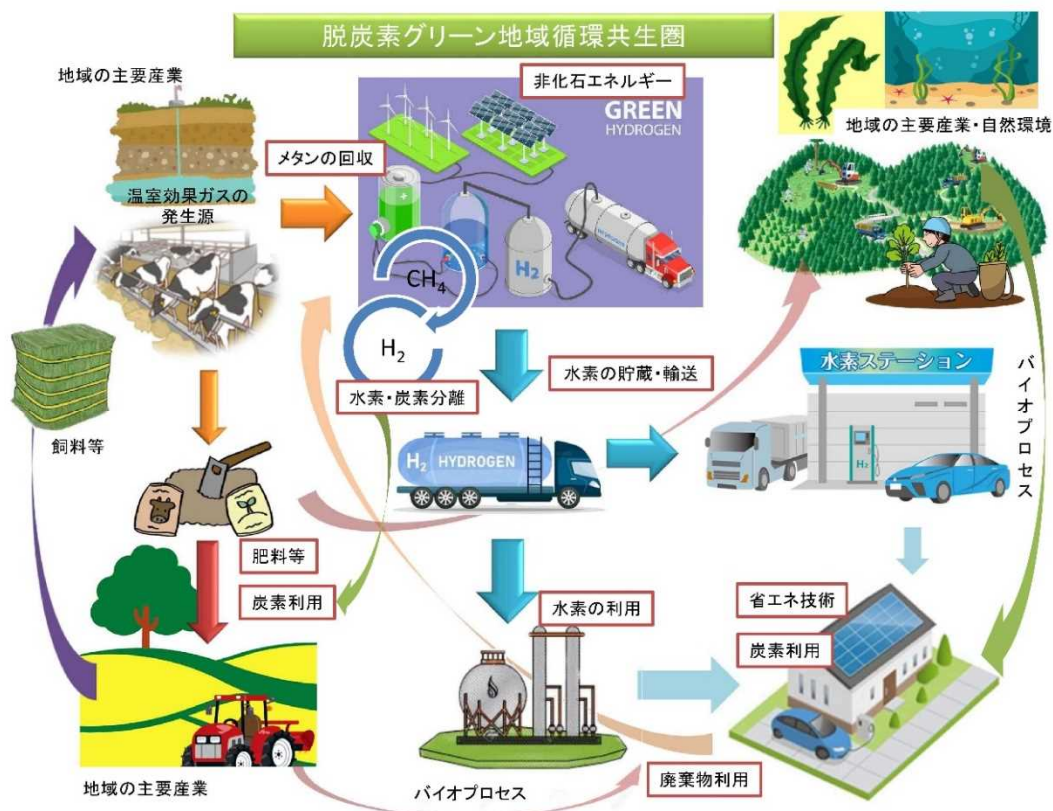 脱炭素グリーン地域循環共生圏
地域の主要産業
非化石エネルギー
GREEN
HYDROGEN
地域の主要産業・自然環境
メタンの回収
温室効果ガスの
発生源
CH4
H2
H2
水素・炭素分離
水素の貯蔵・輸送
水素ステーション
H2
バイオプロセス
飼料等
H2 HYDROGEN
肥料等
炭素利用
水素の利用
省エネ技術
炭素利用
地域の主要産業
バイオプロセス
廃棄物利用